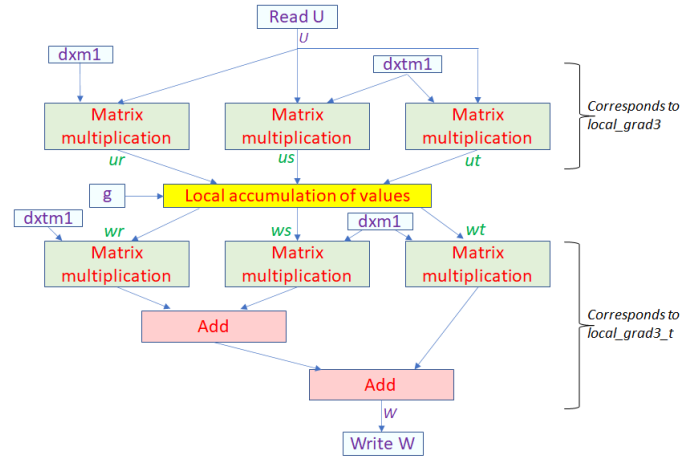 Read U
U
dxm1
dxtm1
Matrix
multiplication
Matrix
multiplication
Matrix
multiplication
Corresponds to
local_grad3
ur
us
ut
g
Local accumulation of values
dxtm1
dxm1
wr
ws
wt
Matrix
multiplication
Matrix
multiplication
Matrix
multiplication
Add
Corresponds to
local_grad3_t
Add
W
Write W